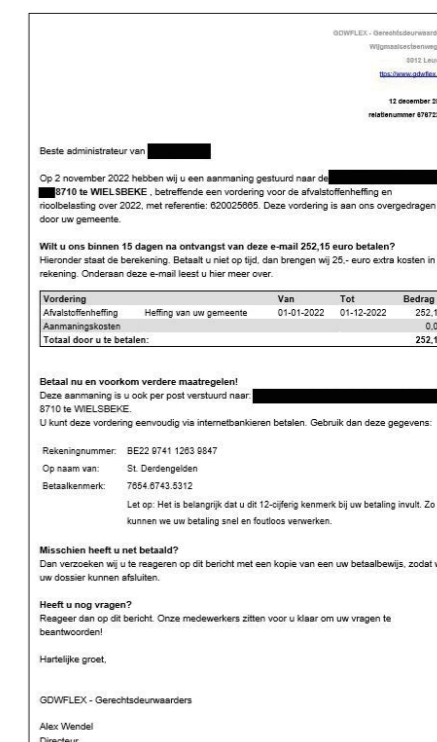 GDWFLEX - Gerechtsdeurwaard
Wijgmaalsesteenweg
3012 Leu
12 december 20
relatienummer 67672
Beste administrateur van
Op 2 november 2022 hebben wij u een aanmaning gestuurd naar de
8710 te WIELSBEKE , betreffende een vordering voor de afvalstoffenheffing en
rioolbelasting over 2022, met referentie: 620025665. Deze vordering is aan ons overgedragen
door uw gemeente.
Wilt u ons binnen 15 dagen na ontvangst van deze e-mail 252,15 euro betalen?
Hieronder staat de berekening. Betaalt u niet op tijd, dan brengen wij 25,- euro extra kosten in
rekening. Onderaan deze e-mail leest u hier meer over.
Vordering Van Tot Bedrag
Afvalstoffenheffing Heffing van uw gemeente 01-01-2022 01-12-2022 252,1
Aanmaningskosten 0,0
Totaal door u te betalen: 252,1
Betaal nu en voorkom verdere maatregelen!
Deze aanmaning is u ook per post verstuurd naar:
8710 te WIELSBEKE.
U kunt deze vordering eenvoudig via internetbankieren betalen. Gebruik dan deze gegevens:
Rekeningnummer: BE22 9741 1263 9847
Op naam van: St. Derdengelden
Betaalkenmerk: 7654.6743.5312
Let op: Het is belangrijk dat u dit 12-cijferig kenmerk bij uw betaling invult. Zo
kunnen we uw betaling snel en foutloos verwerken.
Misschien heeft u net betaald?
Dan verzoeken wij u te reageren op dit bericht met een kopie van een uw betaalbewijs, zodat w
uw dossier kunnen afsluiten.
Heeft u nog vragen?
Reageer dan op dit bericht. Onze medewerkers zitten voor u klaar om uw vragen te
beantwoorden!
Hartelijke groet,
GDWFLEX - Gerechtsdeurwaarders
Alex Wendel
Directeur